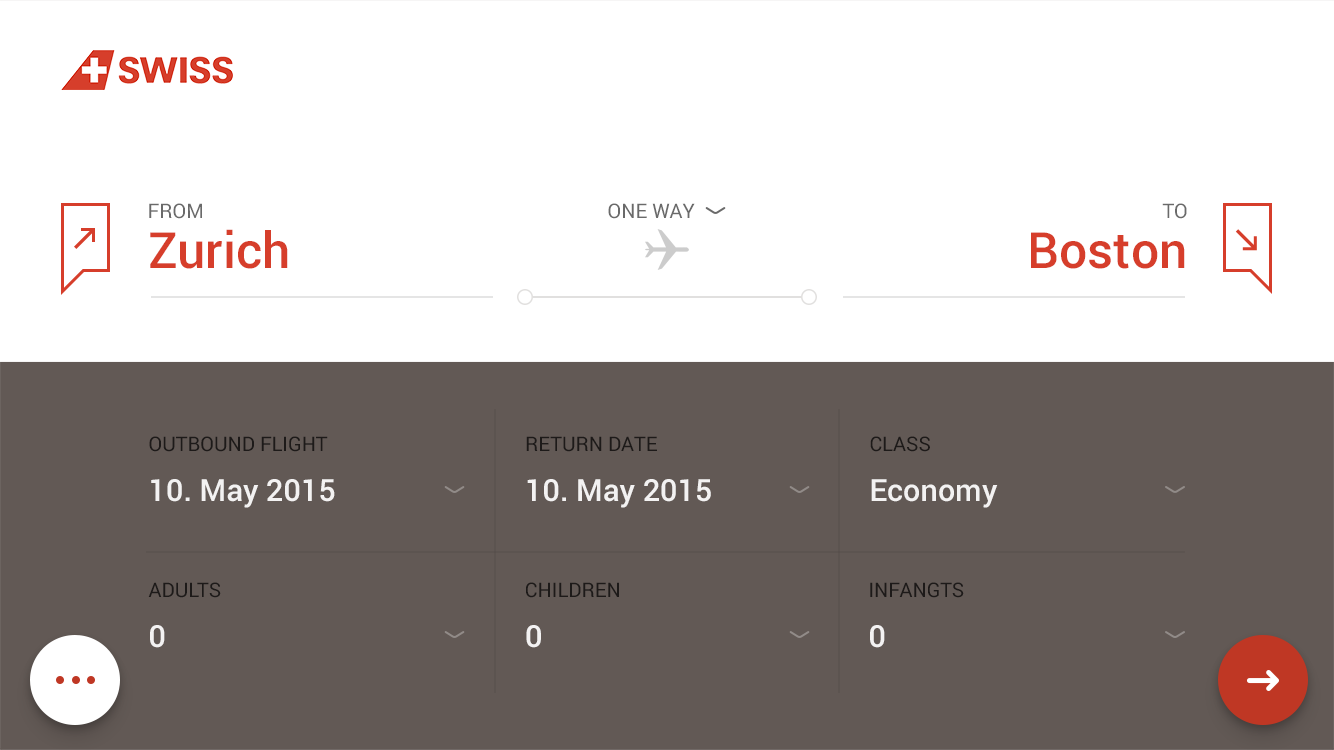 SWISS
FROM
Zurich
ONE WAY
TO
Boston
OUTBOUND FLIGHT
10. May 2015
RETURN DATE
10. May 2015
CLASS
Economy
ADULTS
0
CHILDREN
0
INFANGTS
0